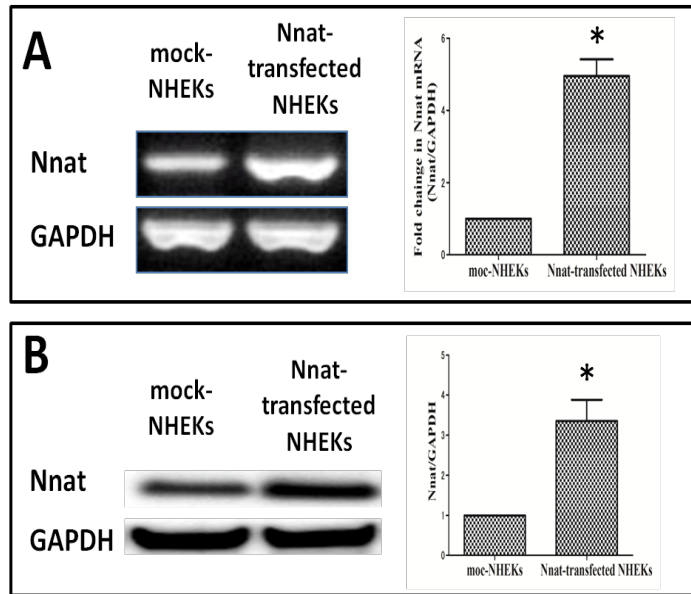 A
mock-
NHEKs
Nnat-
transfected
NHEKs
Nnat
GAPDH
Fold chainge in Nnat mRNA
(Nnat/GAPDH)
6
4
2
0
*
moc-NHEKs
Nnat-transfected NHEKs
B
mock-
NHEKs
Nnat-
transfected
NHEKs
Nnat
GAPDH
Nnat/GAPDH
5
4
3
2
1
0
*
moc-NHEKs
Nnat-transfected NHEKs